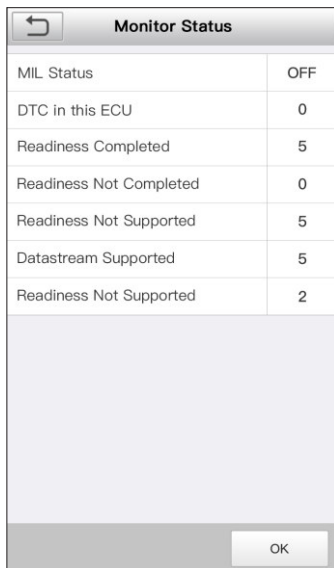 Monitor Status
MIL Status OFF
DTC in this ECU 0
Readiness Completed 5
Readiness Not Completed 0
Readiness Not Supported 5
Datastream Supported 5
Readiness Not Supported 2
OK